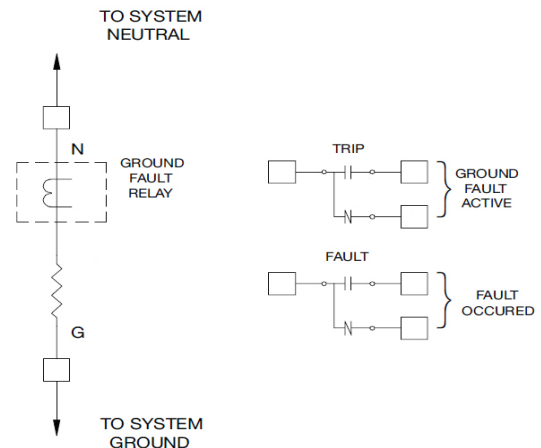 TO SYSTEM
NEUTRAL
N
GROUND
FAULT
RELAY
G
TO SYSTEM
GROUND
TRIP
GROUND
FAULT
ACTIVE
FAULT
FAULT
OCCURED